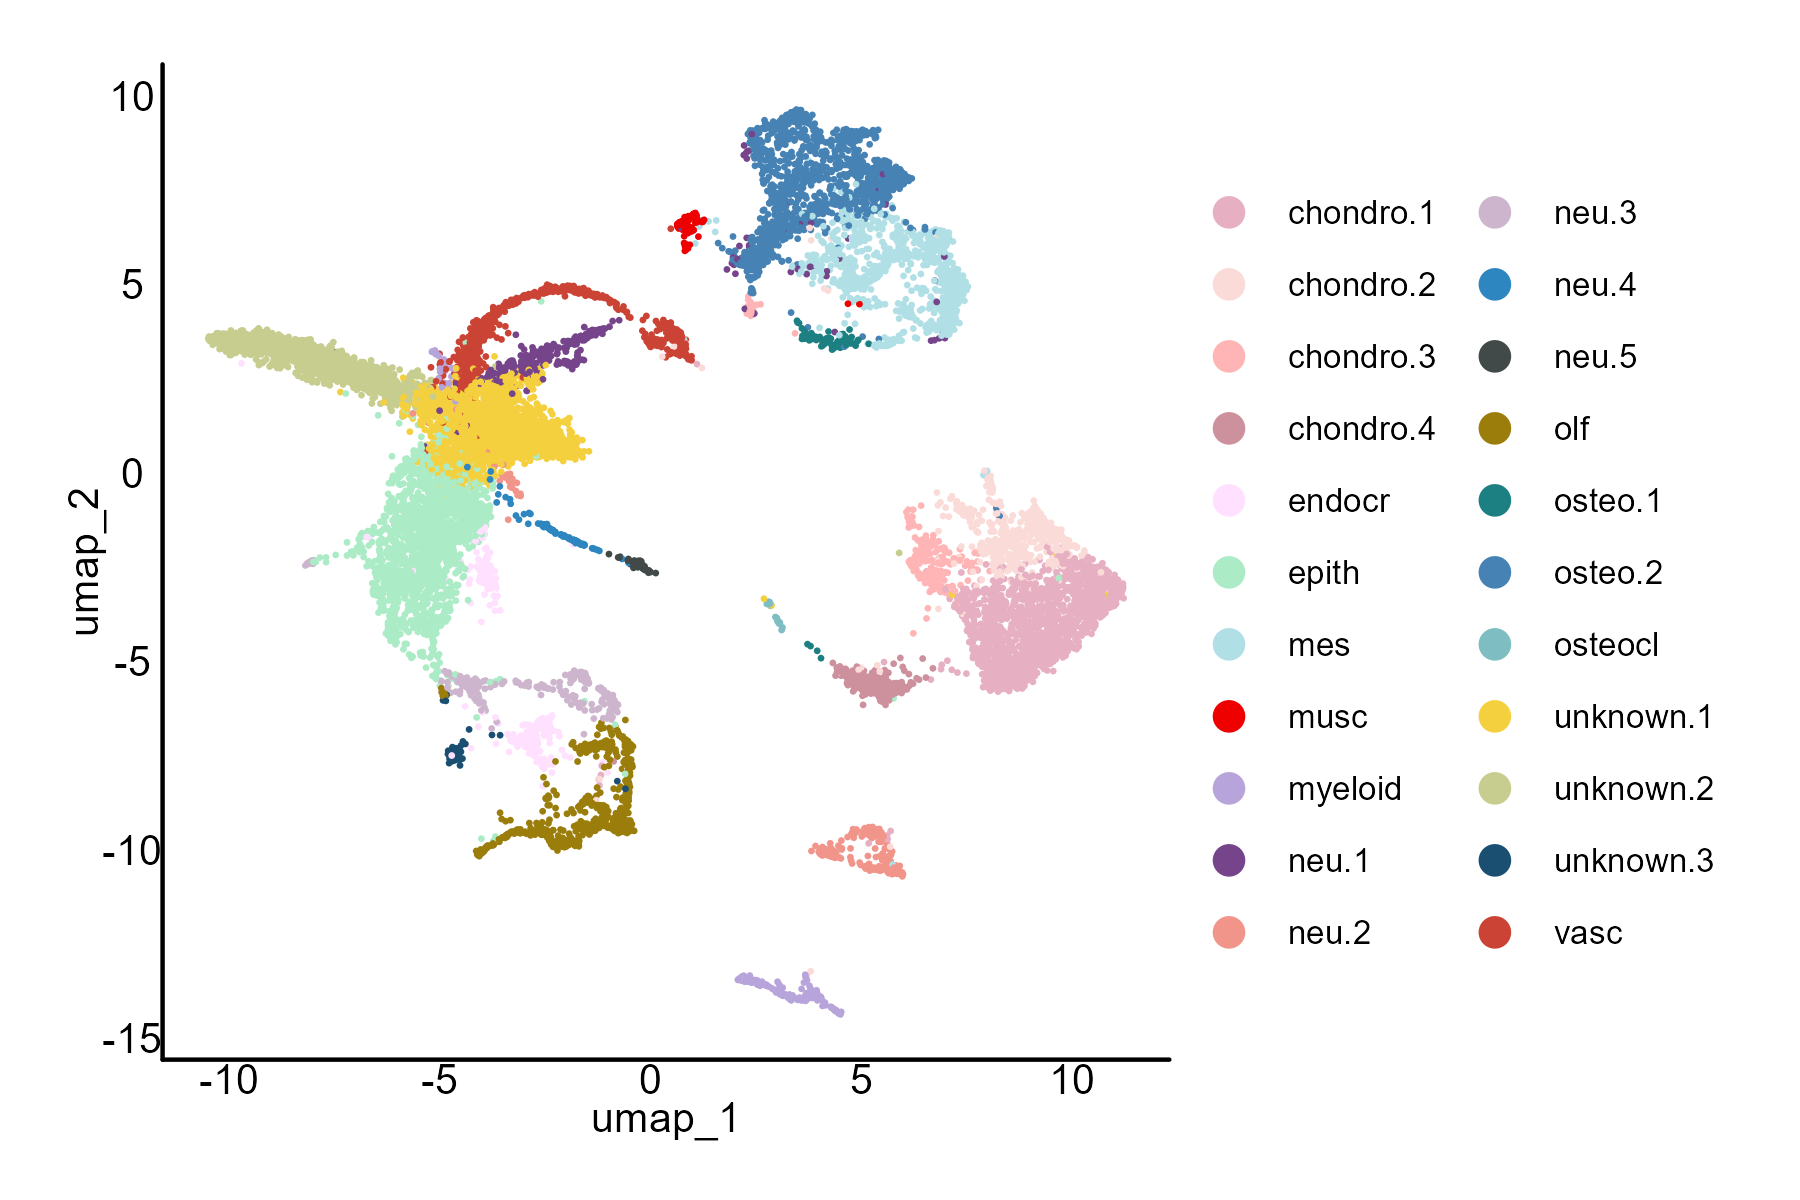 10
5
0
-5
-10
-15
umap_2
-10 -5 0 5 10
umap_1
chondro.1
chondro.2
chondro.3
chondro.4
endocr
epith
mes
musc
myeloid
neu.1
neu.2
neu.3
neu.4
neu.5
olf
osteo.1
osteo.2
osteocl
unknown.1
unknown.2
unknown.3
vasc